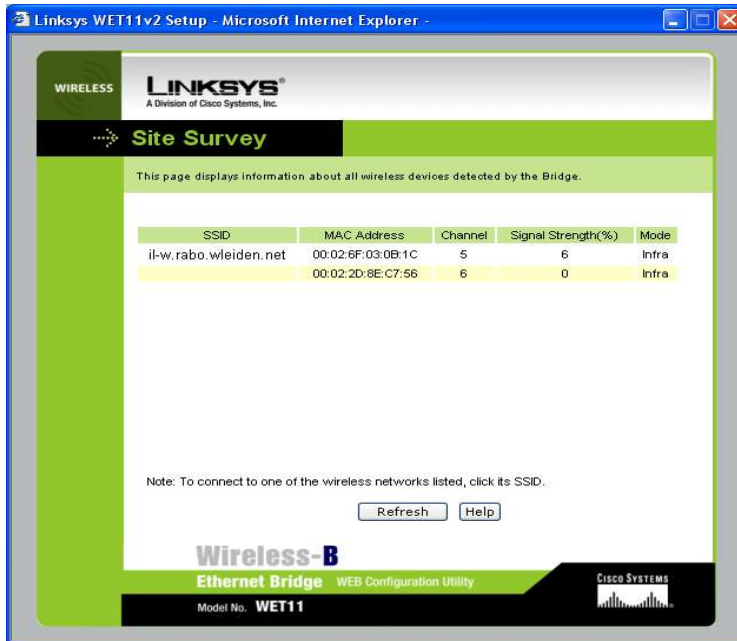 Linksys WET11v2 Setup - Microsoft Internet Explorer -
WIRELESS
LINKSYS®
A Division of Cisco Systems, Inc.
Site Survey
This page displays information about all wireless devices detected by the Bridge.
SSID MAC Address Channel Signal Strength(%) Mode
il-w.rabo.wleiden.net 00:02:6F:03:0B:1C 5 6 Infra
00:02:2D:8E:C7:56 6 0 Infra
Note: To connect to one of the wireless networks listed, click its SSID.
Refresh Help
Wireless-B
Ethernet Bridge WEB Configuration Utility
CISCO SYSTEMS
Model No. WET11